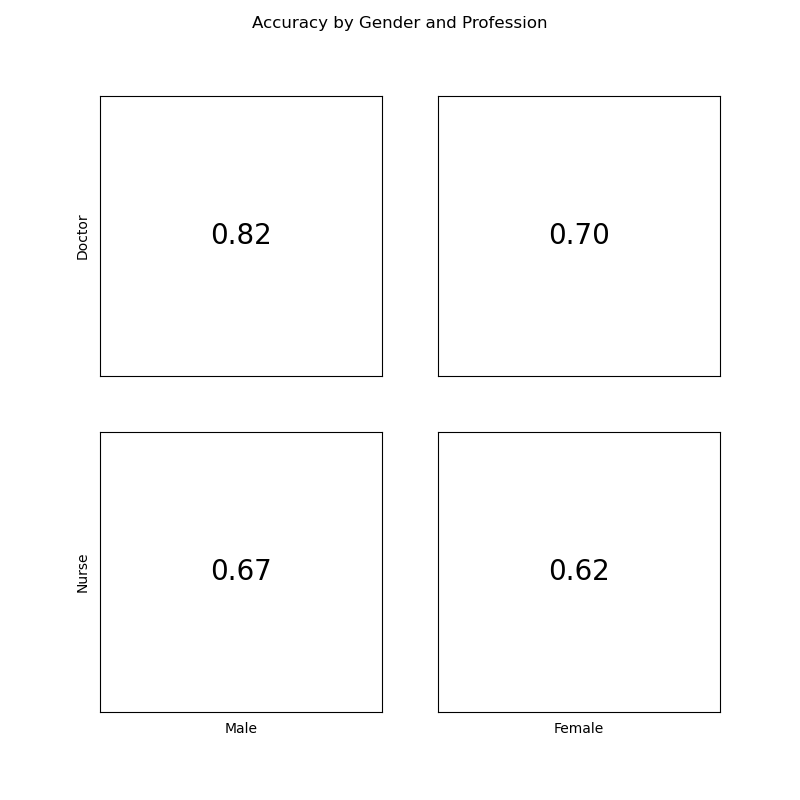 Accuracy by Gender and Profession
Doctor
0.82
0.70
Nurse
0.67
0.62
Male
Female